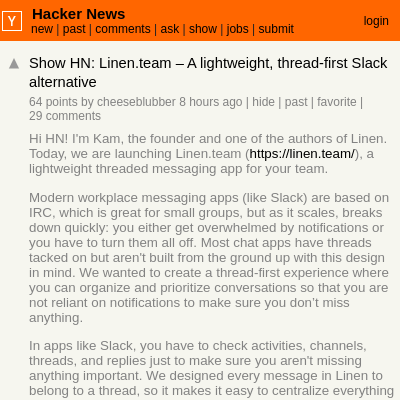 Y
Hacker News
new | past | comments | ask | show | jobs | submit
login
Show HN: Linen.team – A lightweight, thread-first Slack
alternative
64 points by cheeseblubber 8 hours ago | hide | past | favorite |
29 comments
Hi HN! I'm Kam, the founder and one of the authors of Linen.
Today, we are launching Linen.team (https://linen.team/), a
lightweight threaded messaging app for your team.
Modern workplace messaging apps (like Slack) are based on
IRC, which is great for small groups, but as it scales, breaks
down quickly: you either get overwhelmed by notifications or
you have to turn them all off. Most chat apps have threads
tacked on but aren't built from the ground up with this design
in mind. We wanted to create a thread-first experience where
you can organize and prioritize conversations so that you are
not reliant on notifications to make sure you don’t miss
anything.
In apps like Slack, you have to check activities, channels,
threads, and replies just to make sure you aren't missing
anything important. We designed every message in Linen to
belong to a thread, so it makes it easy to centralize everything